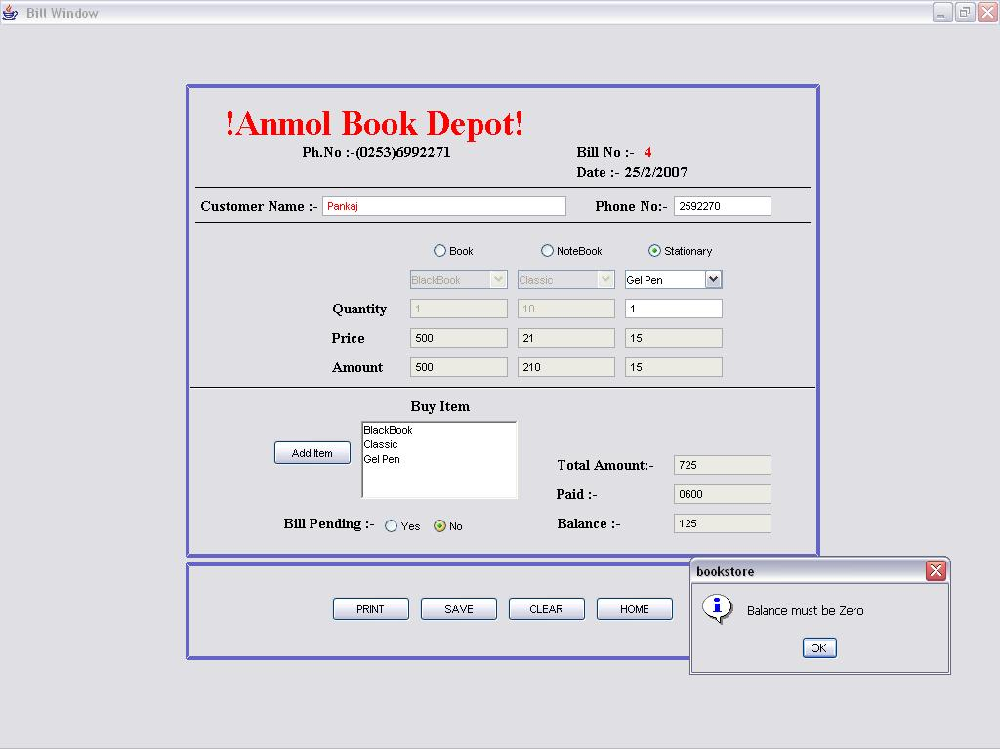 Bill Window
!Anmol Book Depot!
Ph.No :-(0253)6992271 Bill No :- 4
Date :- 25/2/2007
Customer Name :- Pankaj Phone No:- 2592270
Book NoteBook Stationary
BlackBook Classic Gel Pen
Quantity 1 10 1
Price 500 21 15
Amount 500 210 15
Buy Item
BlackBook
Classic
Gel Pen
Add Item
Total Amount:- 725
Paid :- 0600
Bill Pending :- Yes No Balance :- 125
bookstore
Balance must be Zero
OK
PRINT SAVE CLEAR HOME